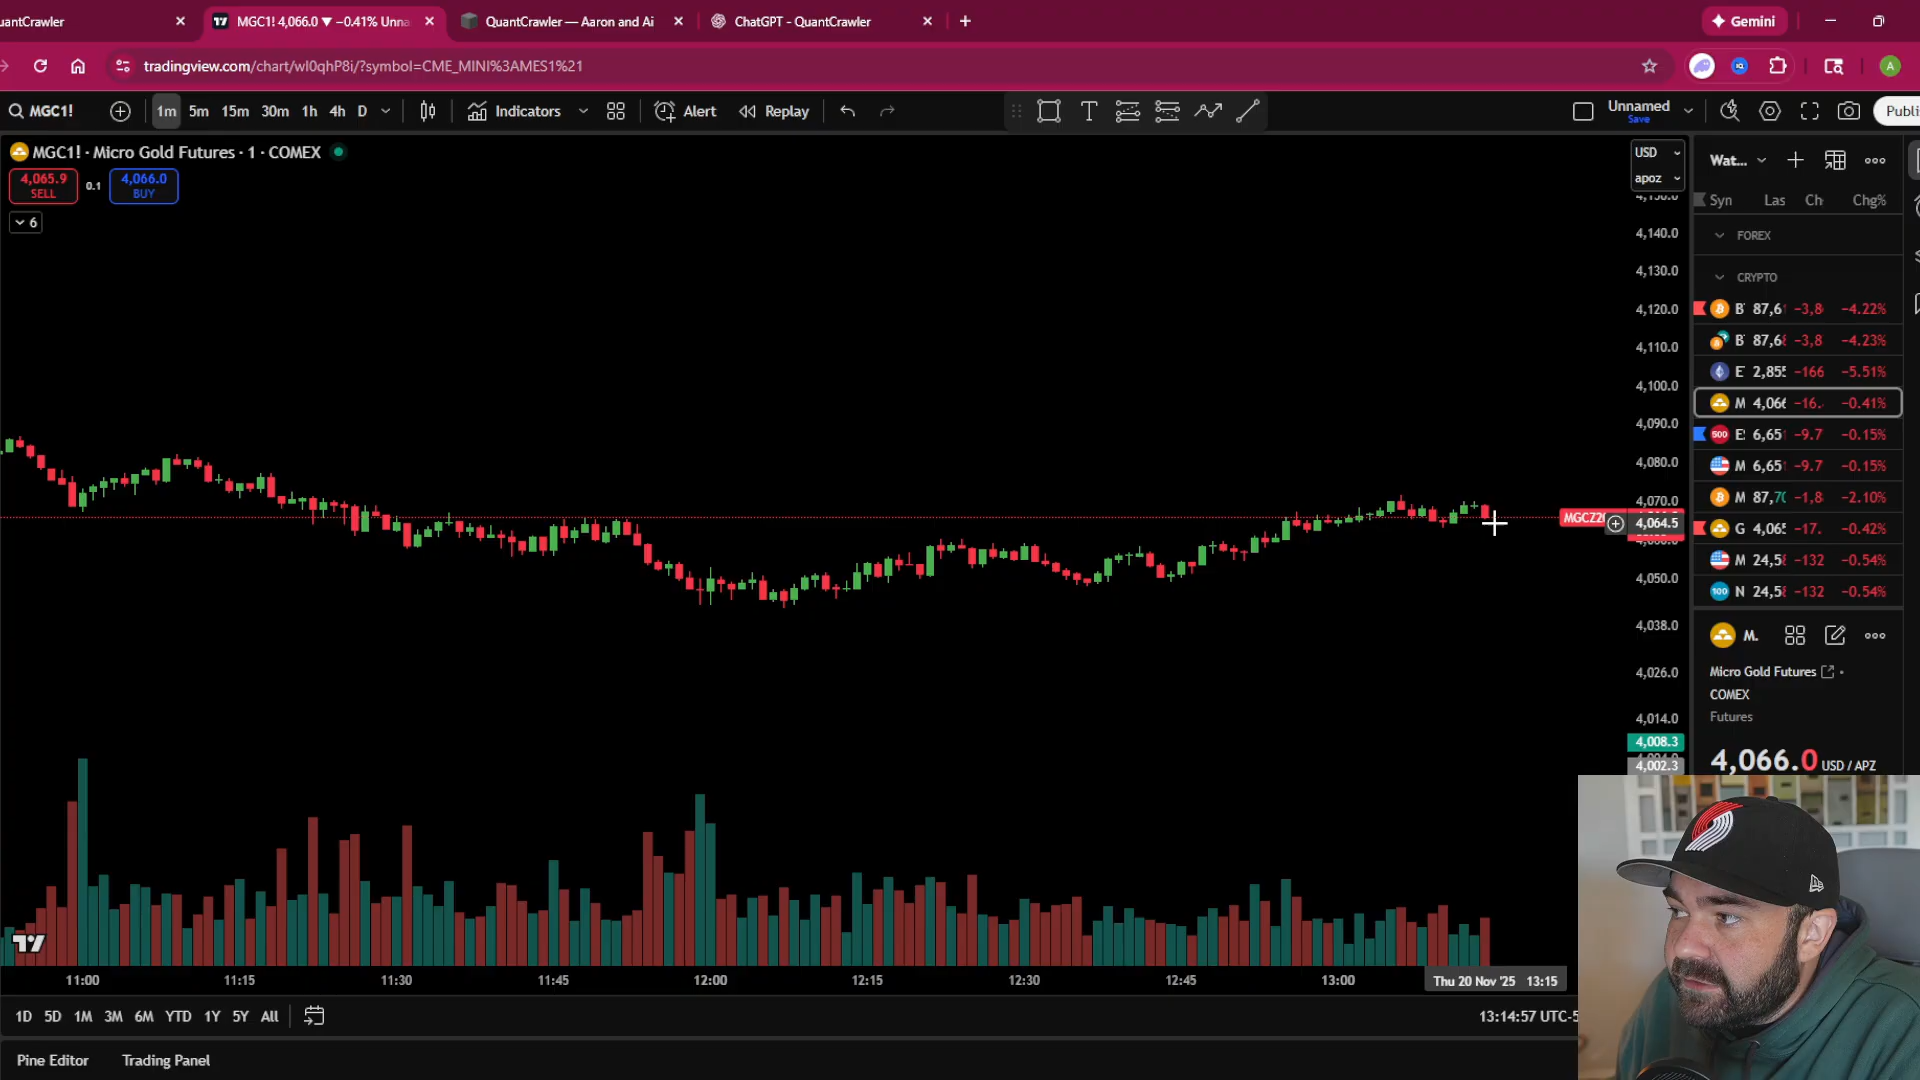 uantCrawler
MGC1! 4,066.0 ▼ −0.41% Unna
QuantCrawler — Aaron and Ai
ChatGPT - QuantCrawler
Gemini
tradingview.com/chart/wl0qhP8i/?symbol=CME_MINI%3AMES1%21
A
MGC1!
1m 5m 15m 30m 1h 4h D
Indicators
Alert
Replay
Unnamed
Save
Publi
MGC1! · Micro Gold Futures · 1 · COMEX
4,065.9
SELL
0.1
4,066.0
BUY
6
USD
apoz
4,140.0
4,130.0
4,120.0
4,110.0
4,100.0
4,090.0
4,080.0
4,070.0
MGCZ20
4,064.5
4,050.0
4,038.0
4,026.0
4,014.0
4,008.3
4,002.3
Wat...
Syn Las Ch Chg%
FOREX
CRYPTO
B 87,6 −3,8 −4.22%
B 87,6 −3,8 −4.23%
E 2,855 −166 −5.51%
M 4,066 −16. −0.41%
500 E 6,65 −9.7 −0.15%
M 6,65 −9.7 −0.15%
M 87,70 −1,8 −2.10%
G 4,065 −17. −0.42%
M 24,58 −132 −0.54%
100 N 24,58 −132 −0.54%
M.
Micro Gold Futures
COMEX
Futures
4,066.0 USD / APZ
11:00 11:15 11:30 11:45 12:00 12:15 12:30 12:45 13:00
Thu 20 Nov '25 13:15
1D 5D 1M 3M 6M YTD 1Y 5Y All
13:14:57 UTC-5
Pine Editor
Trading Panel